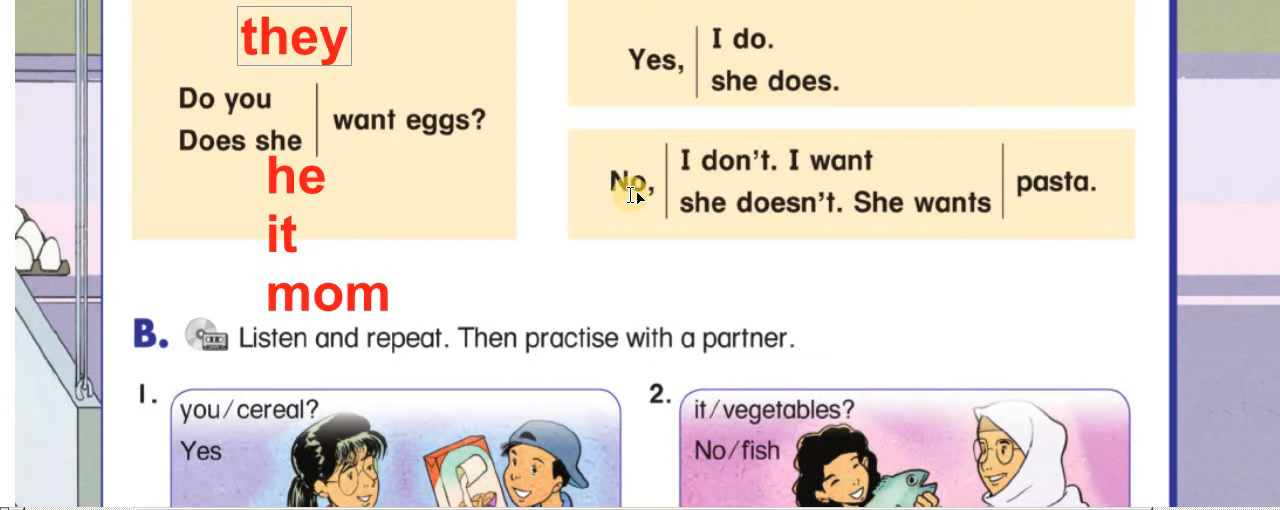 they
Do you
Does she
want eggs?
he
it
mom
Yes,
I do.
she does.
No,
I don't. I want
she doesn't. She wants
pasta.
B. Listen and repeat. Then practise with a partner.
1.
you/cereal?
Yes
2.
it/vegetables?
No/fish